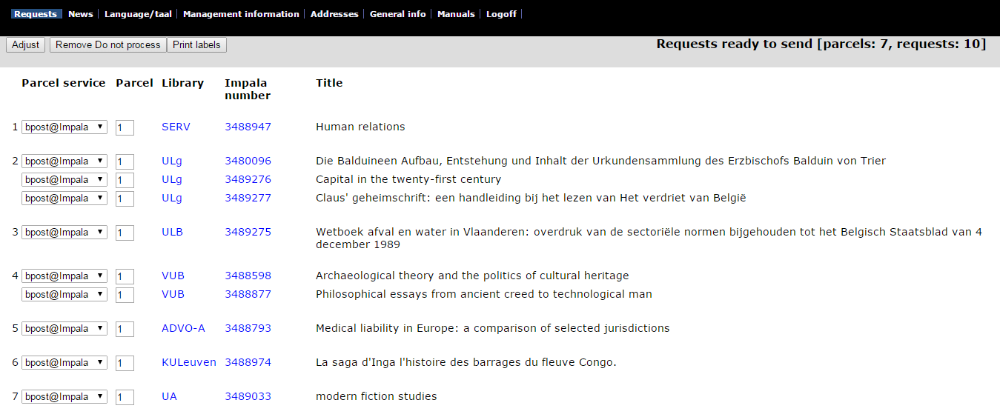 Requests News Language/taal Management information Addresses General info Manuals Logoff
Adjust Remove Do not process Print labels Requests ready to send [parcels: 7, requests: 10]
Parcel service Parcel Library Impala number Title
1 bpost@Impala 1 SERV 3488947 Human relations
2 bpost@Impala 1 ULg 3480096 Die Balduineen Aufbau, Entstehung und Inhalt der Urkundensammlung des Erzbischofs Balduin von Trier
bpost@Impala 1 ULg 3489276 Capital in the twenty-first century
bpost@Impala 1 ULg 3489277 Claus' geheimschrift: een handleiding bij het lezen van Het verdriet van België
3 bpost@Impala 1 ULB 3489275 Wetboek afval en water in Vlaanderen: overdruk van de sectoriële normen bijgehouden tot het Belgisch Staatsblad van 4
december 1989
4 bpost@Impala 1 VUB 3488598 Archaeological theory and the politics of cultural heritage
bpost@Impala 1 VUB 3488877 Philosophical essays from ancient creed to technological man
5 bpost@Impala 1 ADVO-A 3488793 Medical liability in Europe: a comparison of selected jurisdictions
6 bpost@Impala 1 KULeuven 3488974 La saga d'Inga l'histoire des barrages du fleuve Congo.
7 bpost@Impala 1 UA 3489033 modern fiction studies